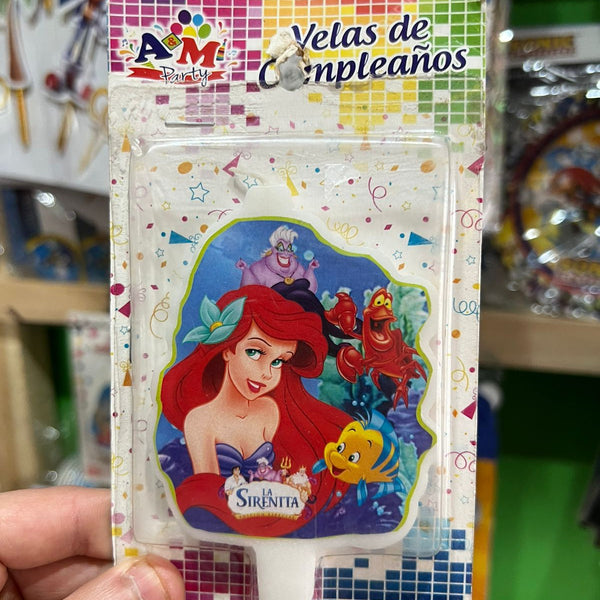 A&M
Party
Velas de
Cumpleaños
LA
SIRENITA